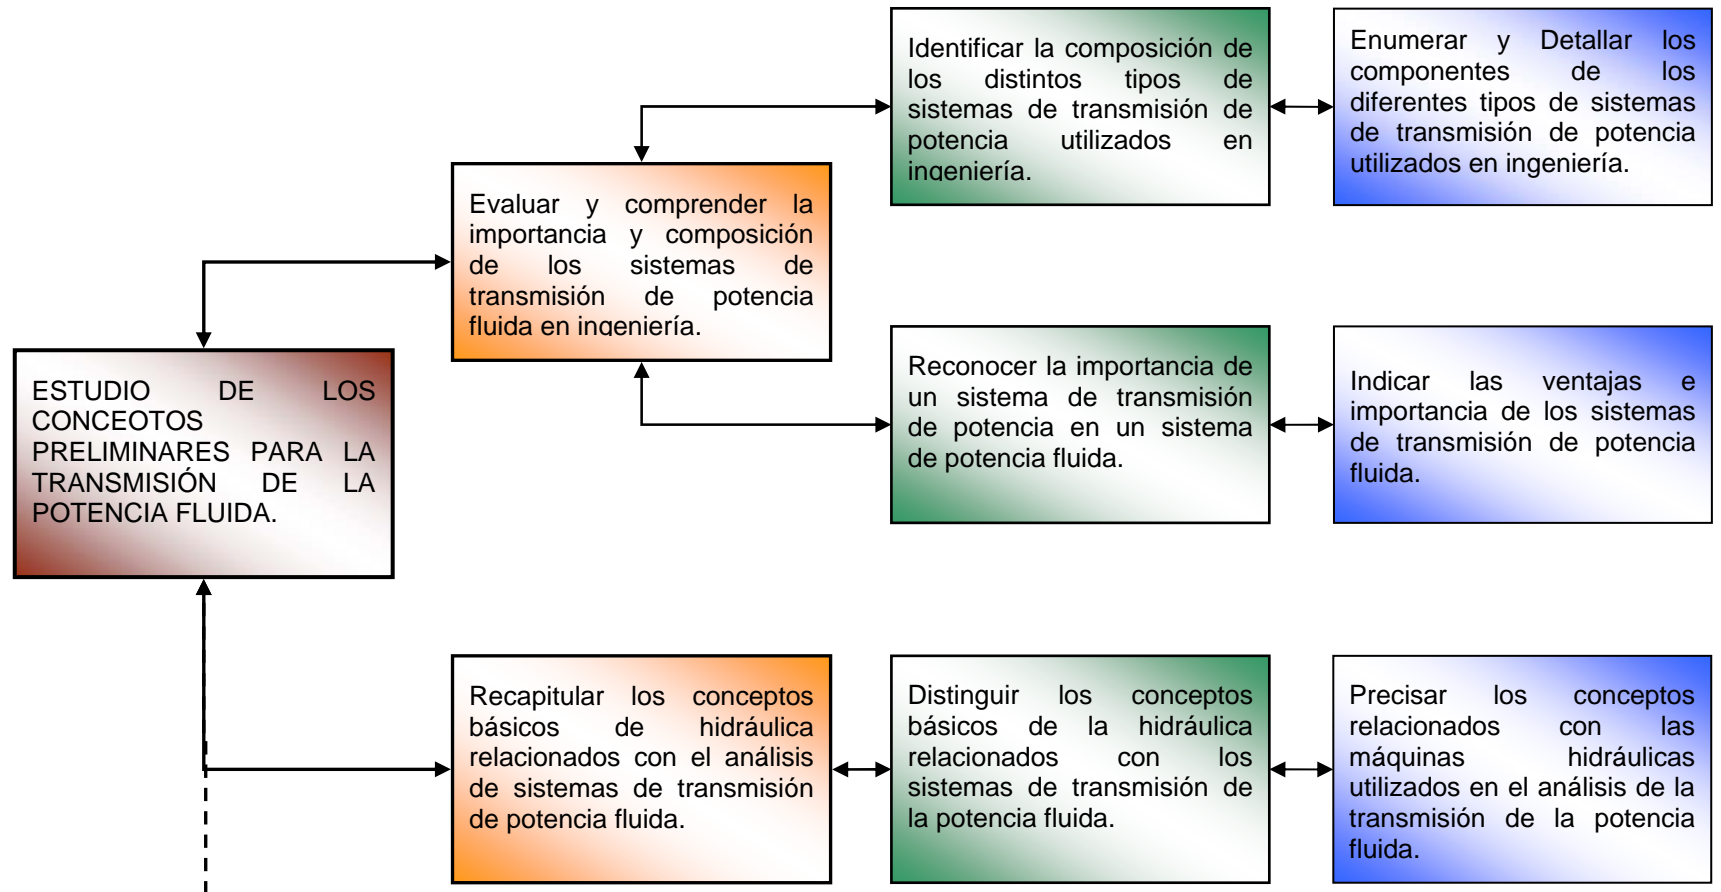 Identificar la composición de
los distintos tipos de
sistemas de transmisión de
potencia utilizados en
ingeniería.
Enumerar y Detallar los
componentes de los
diferentes tipos de sistemas
de transmisión de potencia
utilizados en ingeniería.
Evaluar y comprender la
importancia y composición
de los sistemas de
transmisión de potencia
fluida en ingeniería.
Reconocer la importancia de
un sistema de transmisión
de potencia en un sistema
de potencia fluida.
Indicar las ventajas e
importancia de los sistemas
de transmisión de potencia
fluida.
ESTUDIO DE LOS
CONCEOTOS
PRELIMINARES PARA LA
TRANSMISIÓN DE LA
POTENCIA FLUIDA.
Recapitular los conceptos
básicos de hidráulica
relacionados con el análisis
de sistemas de transmisión
de potencia fluida.
Distinguir los conceptos
básicos de la hidráulica
relacionados con los
sistemas de transmisión de
la potencia fluida.
Precisar los conceptos
relacionados con las
máquinas hidráulicas
utilizados en el análisis de la
transmisión de la potencia
fluida.